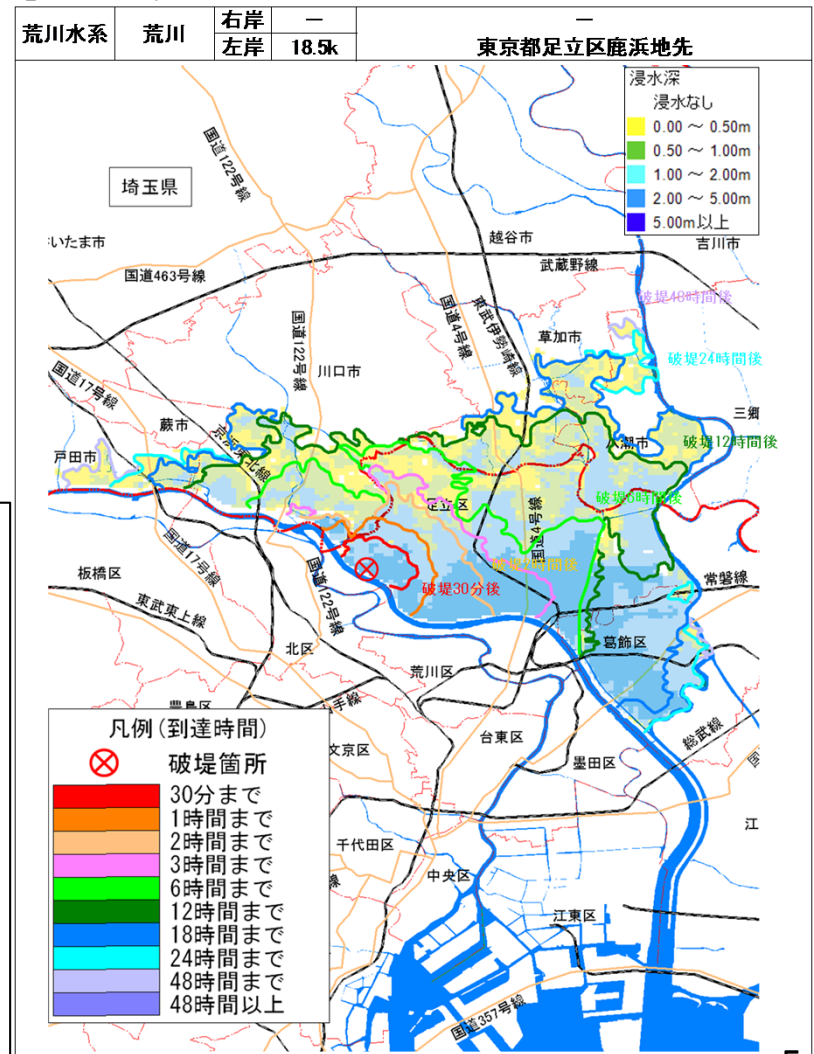 荒川水系 荒川 右岸 － －
左岸 18.5k 東京都足立区鹿浜地先
浸水深
浸水なし
0.00 ～ 0.50m
0.50 ～ 1.00m
1.00 ～ 2.00m
2.00 ～ 5.00m
5.00m以上
国道122号線
埼玉県
いたま市
越谷市
吉川市
武蔵野線
国道463号線
破堤48時間後
国道4号線
東武伊勢崎線
国道122号線
草加市
破堤24時間後
川口市
国道17号線
三郷
蕨市
京浜東北線
八潮市
破堤12時間後
戸田市
足立区
破堤6時間後
国道4号線
国道17号線
板橋区
国道122号線
破堤30分後
常磐線
東武東上線
北区
葛飾区
荒川区
豊島区
手線
台東区
総武線
文京区
墨田区
国
江
千代田区
線
中央区
江東区
国道357号線
凡例(到達時間)
破堤箇所
30分まで
1時間まで
2時間まで
3時間まで
6時間まで
12時間まで
18時間まで
24時間まで
48時間まで
48時間以上